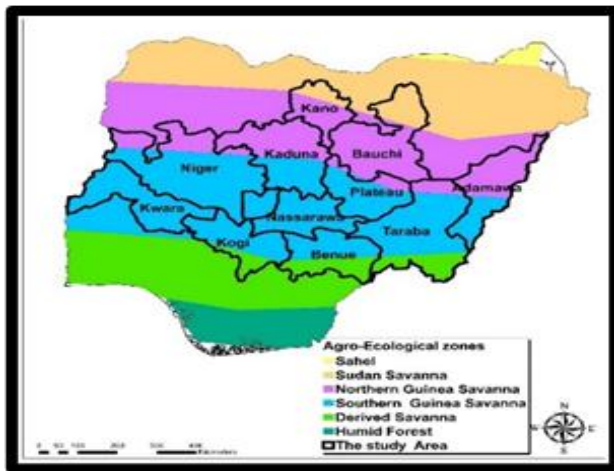 Kano
Kaduna
Bauchi
Niger
Plateau
Adamawa
Kwara
Nassarawa
Taraba
Kogi
Benue
Agro-Ecological zones
Sahel
Sudan Savanna
Northern Guinea Savanna
Southern Guinea Savanna
Derived Savanna
Humid Forest
The study Area
N
S